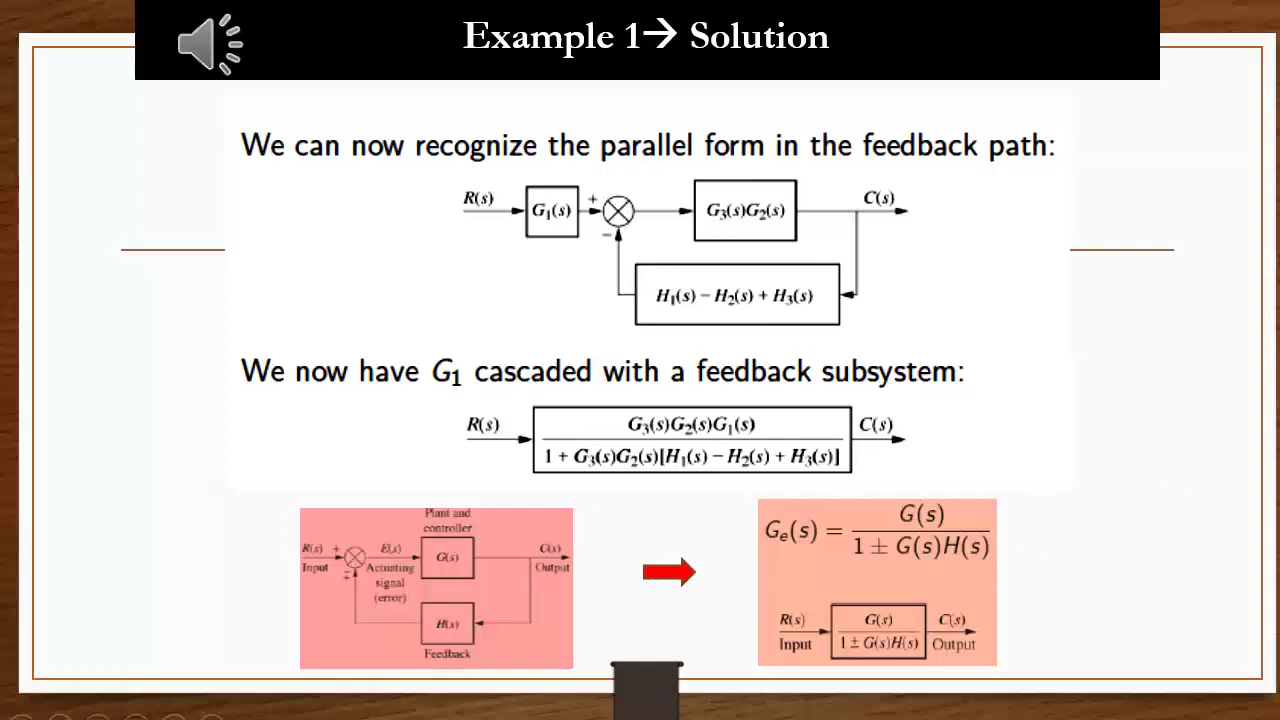 Example 1→ Solution
We can now recognize the parallel form in the feedback path:
R(s)
G₁(s)
+
−
G₃(s)G₂(s)
C(s)
H₁(s) − H₂(s) + H₃(s)
We now have G₁ cascaded with a feedback subsystem:
R(s)
G₃(s)G₂(s)G₁(s)
1 + G₃(s)G₂(s)[H₁(s) − H₂(s) + H₃(s)]
C(s)
Plant and
controller
R(s)
Input
+
∓
E(s)
Actuating
signal
(error)
G(s)
C(s)
Output
H(s)
Feedback
Gₑ(s) = G(s)
1 ± G(s)H(s)
R(s)
Input
G(s)
1 ± G(s)H(s)
C(s)
Output